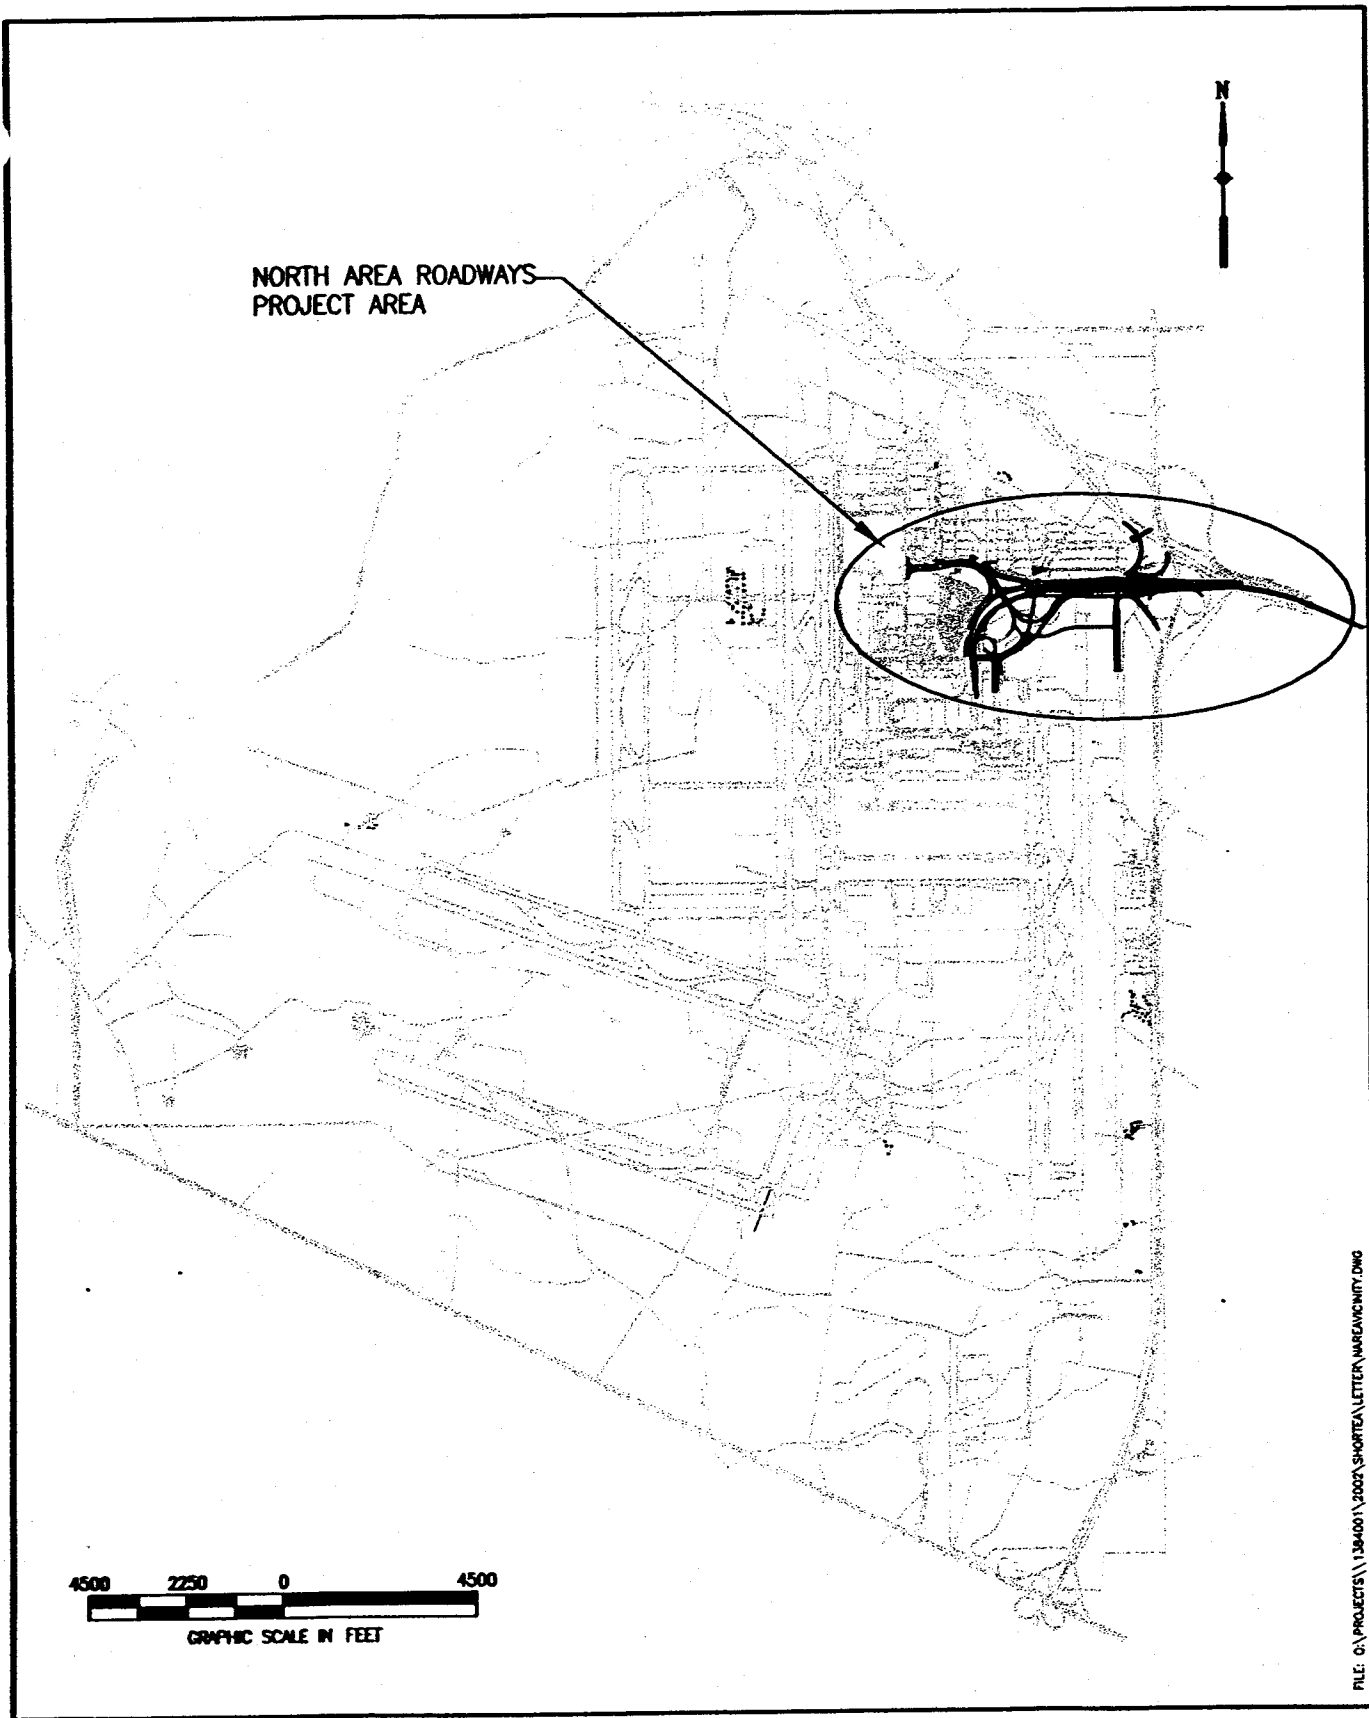 N
NORTH AREA ROADWAYS
PROJECT AREA
4500 2250 0 4500
GRAPHIC SCALE IN FEET
FILE: O:\PROJECTS\\1384001\2002\SHORTEA\LETTER\NAREAVICINITY.DWG